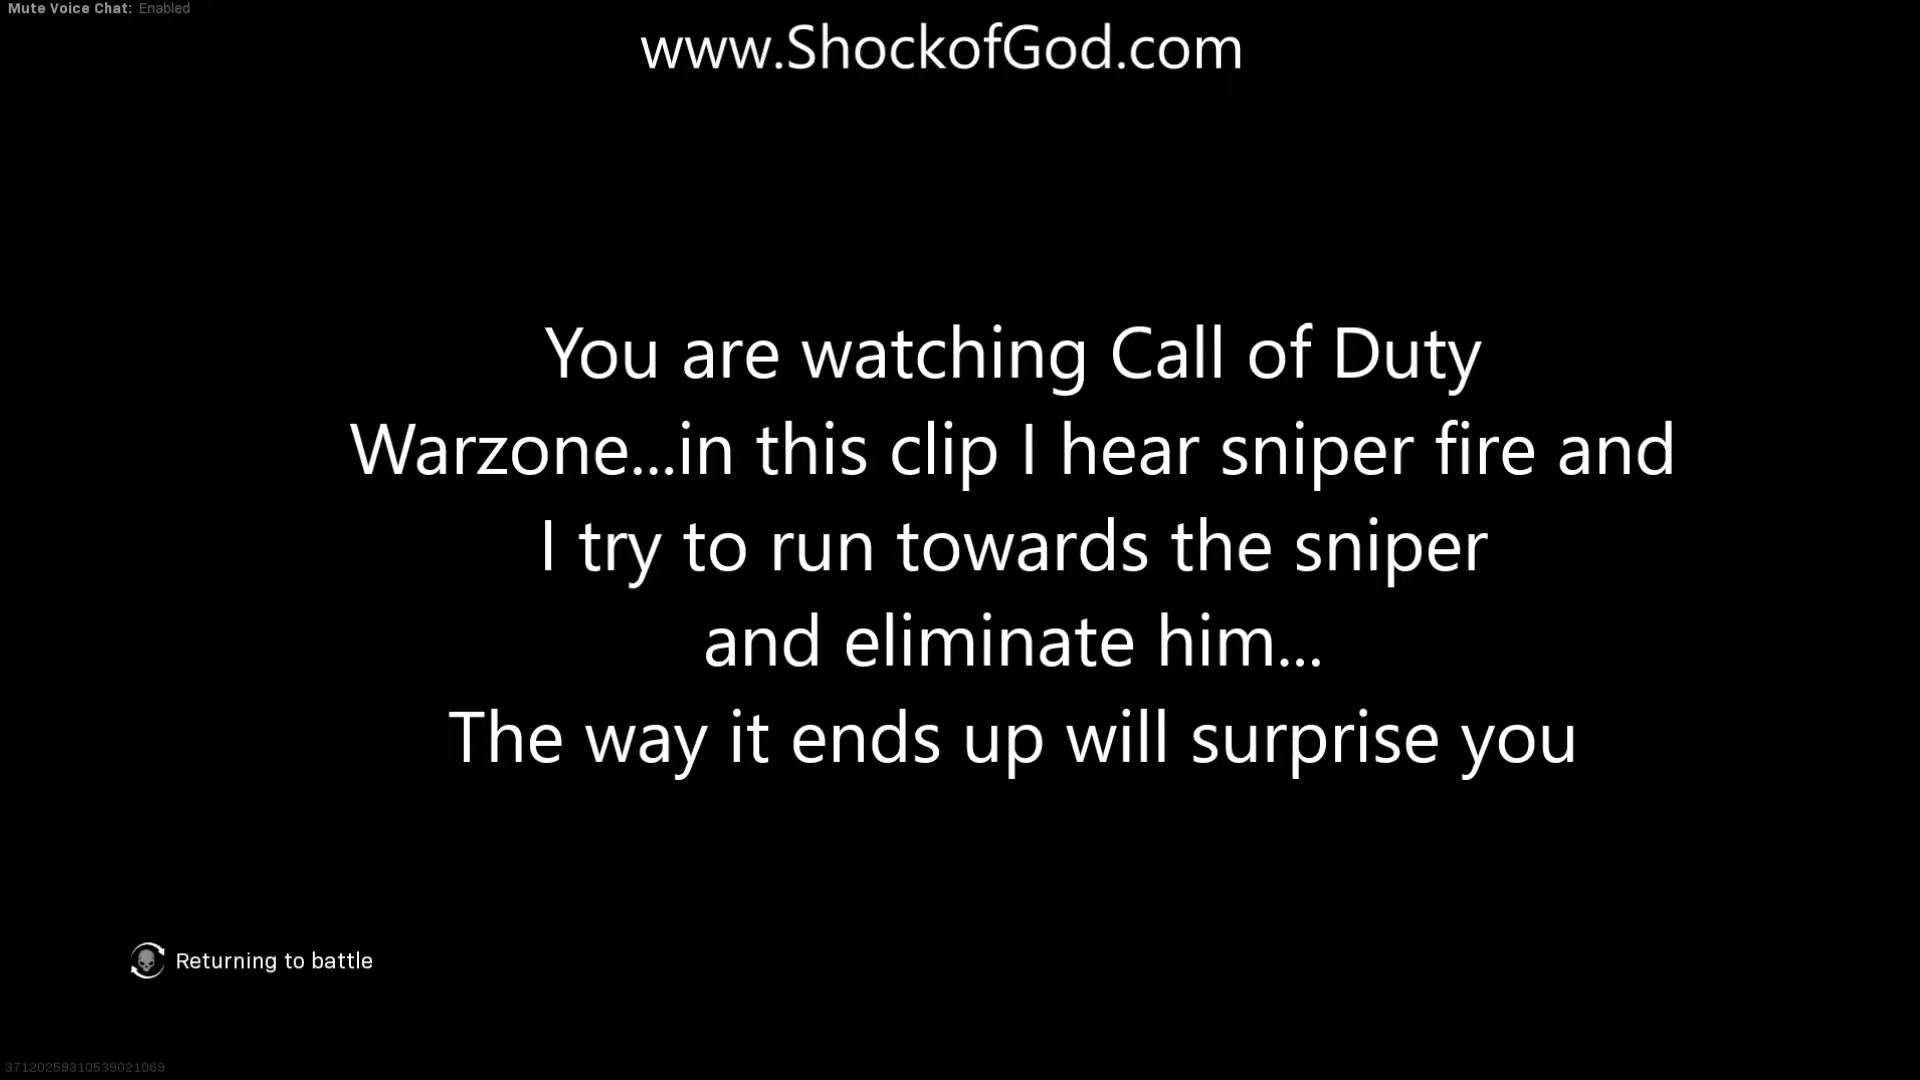 Mute Voice Chat: Enabled
www.ShockofGod.com
You are watching Call of Duty
Warzone...in this clip I hear sniper fire and
I try to run towards the sniper
and eliminate him...
The way it ends up will surprise you
Returning to battle
37120259310539021069